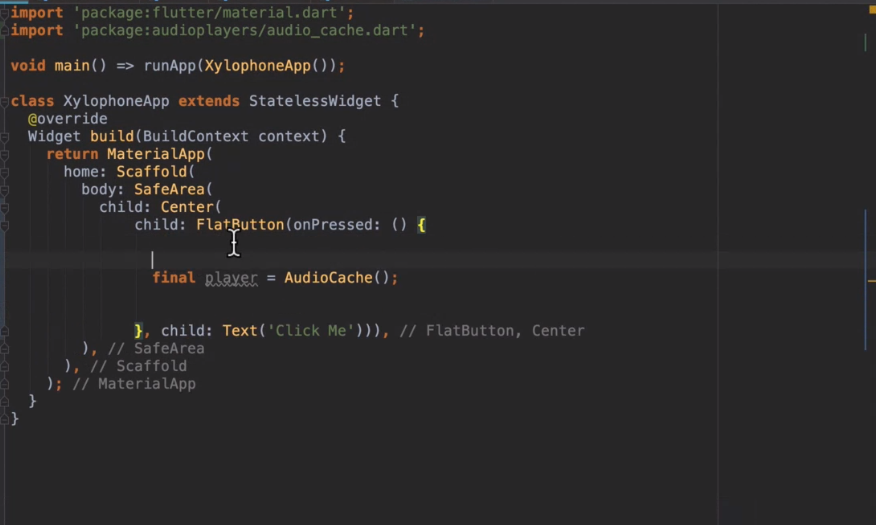 import 'package:flutter/material.dart';
import 'package:audioplayers/audio_cache.dart';
void main() => runApp(XylophoneApp());
class XylophoneApp extends StatelessWidget {
@override
Widget build(BuildContext context) {
return MaterialApp(
home: Scaffold(
body: SafeArea(
child: Center(
child: FlatButton(onPressed: () {
final player = AudioCache();
}, child: Text('Click Me'))), // FlatButton, Center
), // SafeArea
), // Scaffold
); // MaterialApp
}
}